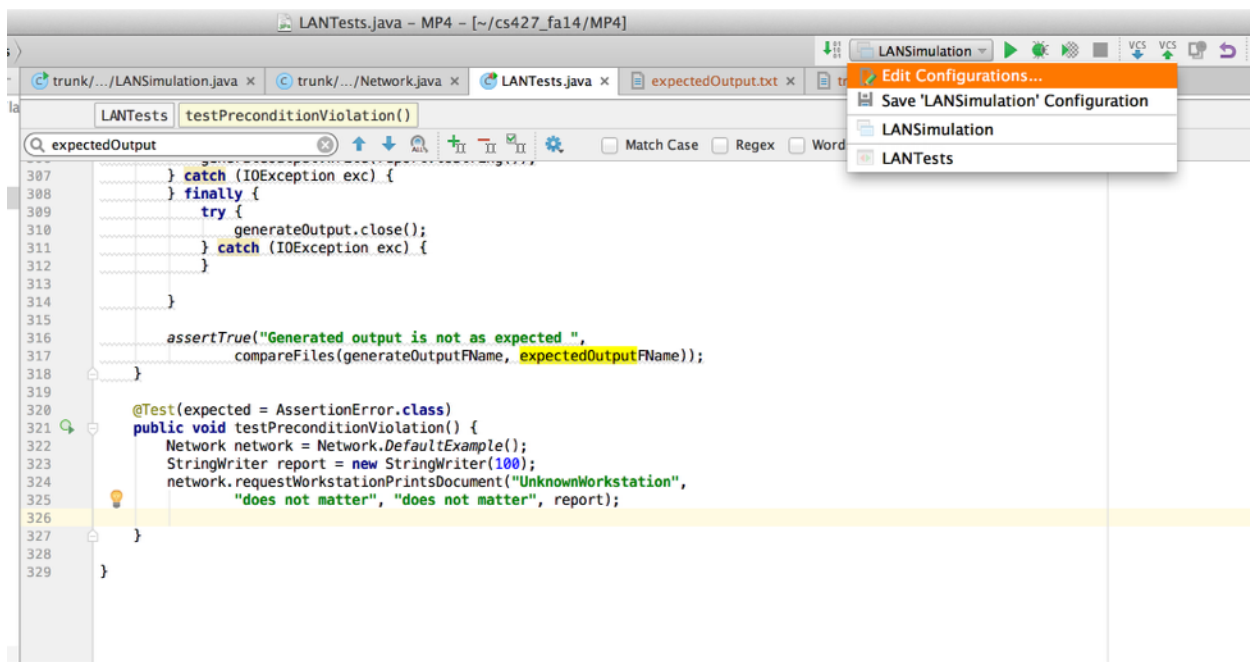 LANTests.java – MP4 – [~/cs427_fa14/MP4]
LANSimulation
VCS VCS
trunk/.../LANSimulation.java × trunk/.../Network.java × LANTests.java × expectedOutput.txt ×
Edit Configurations...
Save 'LANSimulation' Configuration
LANSimulation
LANTests
LANTests testPreconditionViolation()
expectedOutput Match Case Regex Word
307 } catch (IOException exc) {
308 } finally {
309 try {
310 generateOutput.close();
311 } catch (IOException exc) {
312 }
313
314 }
315
316 assertTrue("Generated output is not as expected ",
317 compareFiles(generateOutputFName, expectedOutputFName));
318 }
319
320 @Test(expected = AssertionError.class)
321 public void testPreconditionViolation() {
322 Network network = Network.DefaultExample();
323 StringWriter report = new StringWriter(100);
324 network.requestWorkstationPrintsDocument("UnknownWorkstation",
325 "does not matter", "does not matter", report);
326
327 }
328
329 }